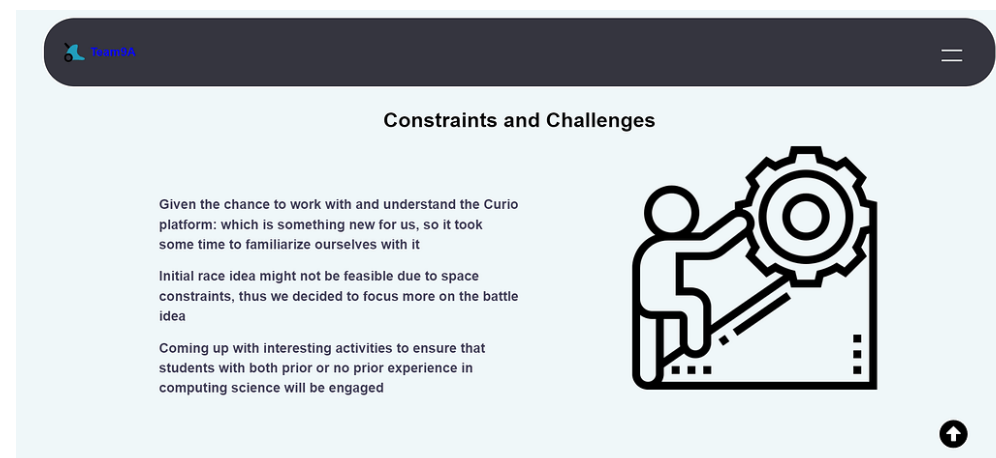 Team9A
Constraints and Challenges
Given the chance to work with and understand the Curio
platform: which is something new for us, so it took
some time to familiarize ourselves with it
Initial race idea might not be feasible due to space
constraints, thus we decided to focus more on the battle
idea
Coming up with interesting activities to ensure that
students with both prior or no prior experience in
computing science will be engaged